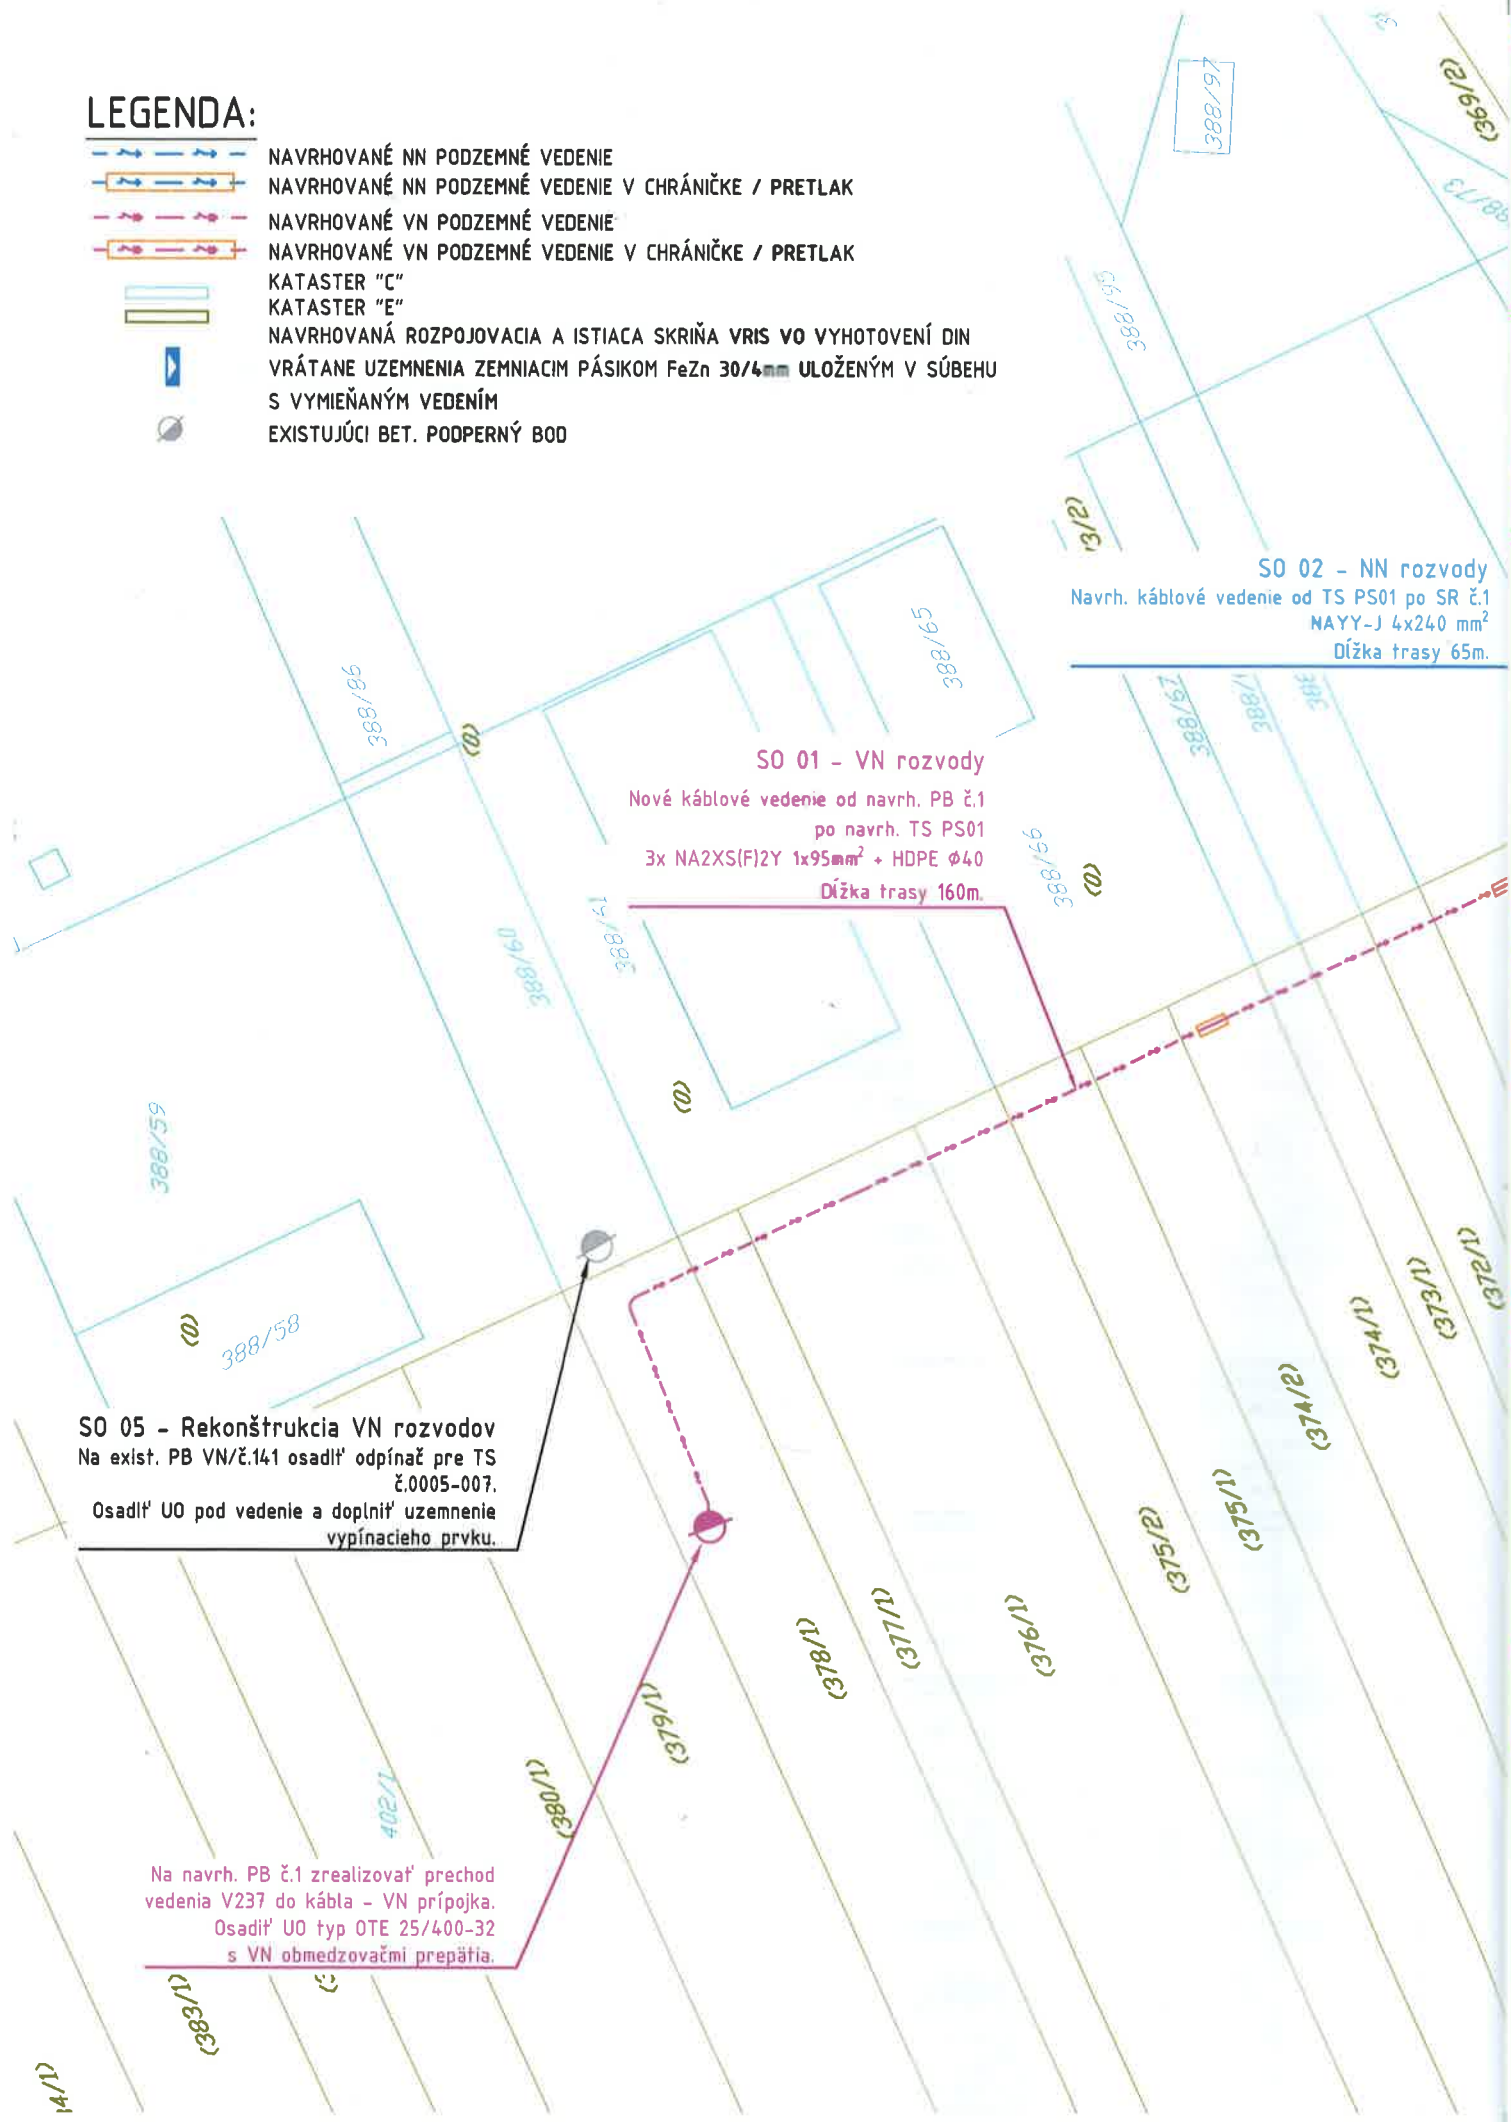 LEGENDA:
NAVRHOVANÉ NN PODZEMNÉ VEDENIE
NAVRHOVANÉ NN PODZEMNÉ VEDENIE V CHRÁNIČKE / PRETLAK
NAVRHOVANÉ VN PODZEMNÉ VEDENIE
NAVRHOVANÉ VN PODZEMNÉ VEDENIE V CHRÁNIČKE / PRETLAK
KATASTER "C"
KATASTER "E"
NAVRHOVANÁ ROZPOJOVACIA A ISTIACA SKRIŇA VRIS VO VYHOTOVENÍ DIN
VRÁTANE UZEMNENIA ZEMNIACIM PÁSIKOM FeZn 30/4mm ULOŽENÝM V SÚBEHU
S VYMIEŇANÝM VEDENÍM
EXISTUJÚCI BET. PODPERNÝ BOD
388/97
(369/2)
388/95
SO 02 - NN rozvody
Navrh. káblové vedenie od TS PS01 po SR č.1
NAYY-J 4x240 mm²
Dĺžka trasy 65m.
388/86
(0)
388/65
388/67
SO 01 - VN rozvody
Nové káblové vedenie od navrh. PB č.1
po navrh. TS PS01
3x NA2XS(F)2Y 1x95mm² + HDPE Φ40
Dĺžka trasy 160m.
388/66
(0)
388/60
388/61
(0)
388/59
(0)
388/58
SO 05 - Rekonštrukcia VN rozvodov
Na exist. PB VN/č.141 osadiť odpínač pre TS
č.0005-007.
Osadiť UO pod vedenie a doplniť uzemnenie
vypínacieho prvku.
(372/1)
(373/1)
(374/1)
(374/2)
(375/1)
(375/2)
(376/1)
(377/1)
(378/1)
(379/1)
(380/1)
402/1
Na navrh. PB č.1 zrealizovať prechod
vedenia V237 do kábla - VN prípojka.
Osadiť UO typ OTE 25/400-32
s VN obmedzovačmi prepätia.
(383/1)